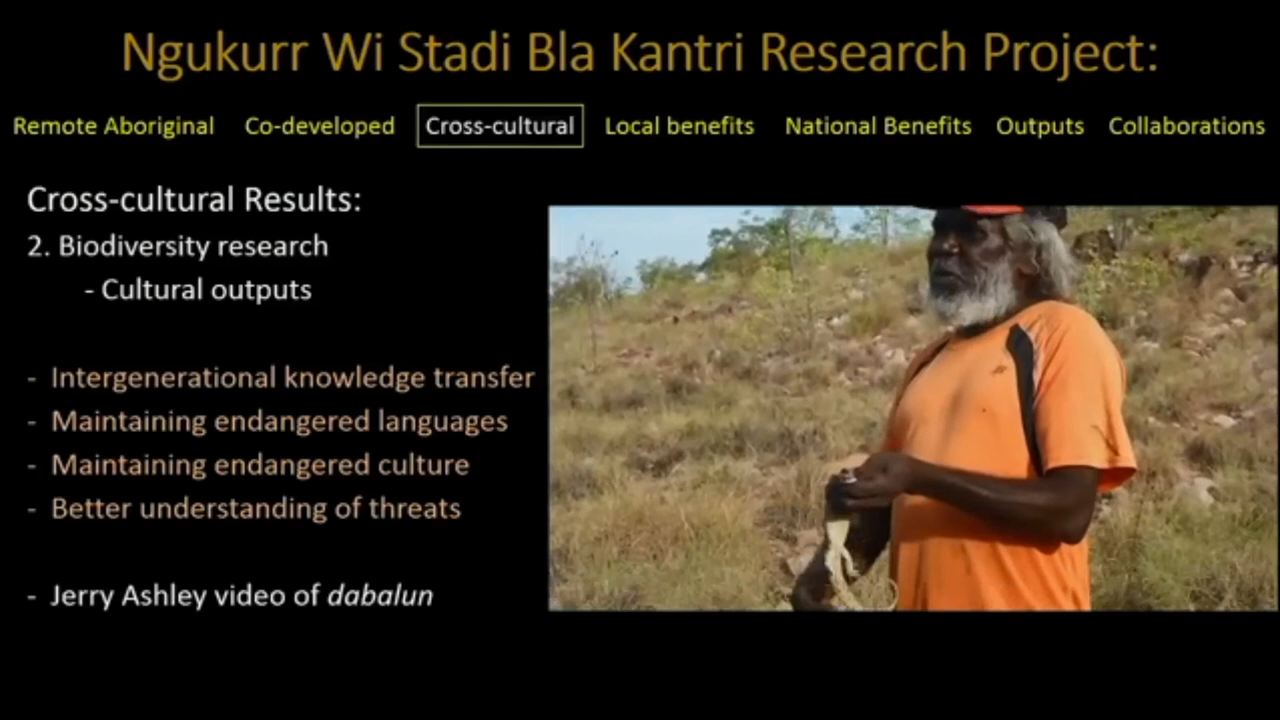 Ngukurr Wi Stadi Bla Kantri Research Project:
Remote Aboriginal Co-developed Cross-cultural Local benefits National Benefits Outputs Collaborations
Cross-cultural Results:
2. Biodiversity research
- Cultural outputs
- Intergenerational knowledge transfer
- Maintaining endangered languages
- Maintaining endangered culture
- Better understanding of threats
- Jerry Ashley video of dabalun